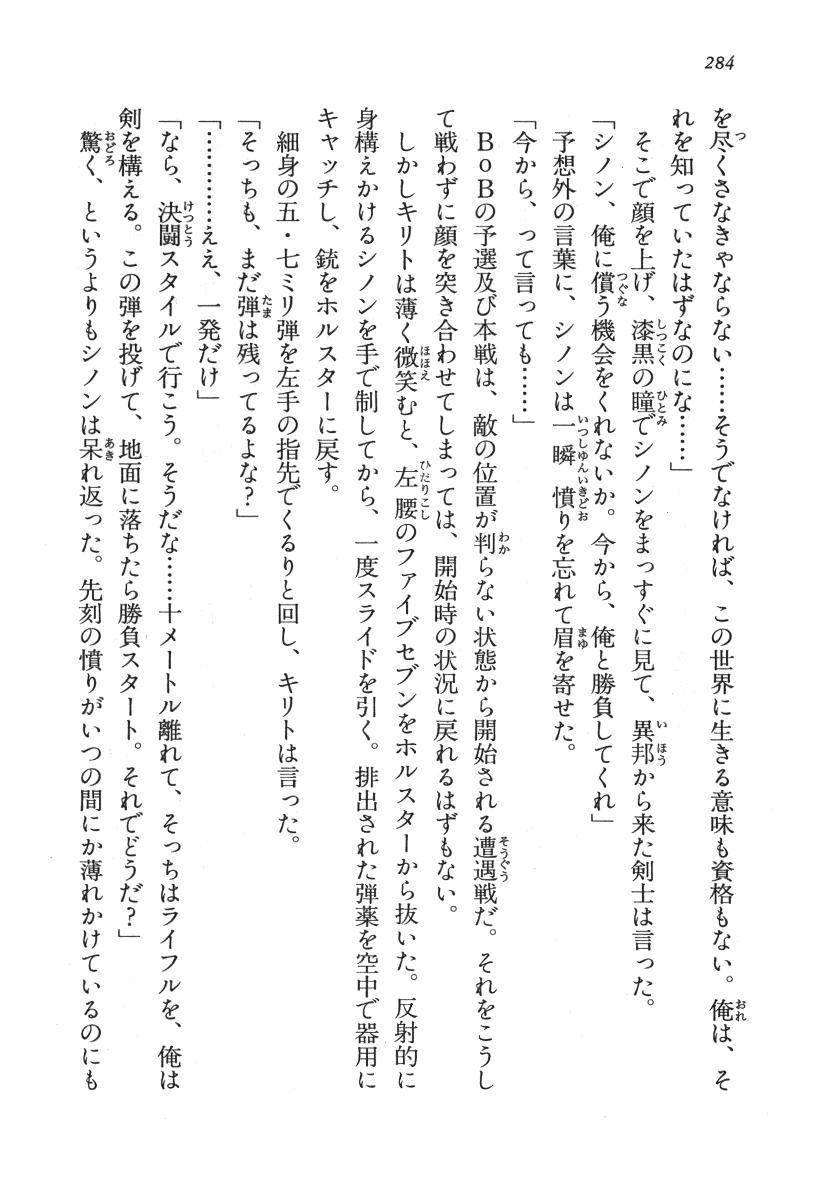 284
を尽くさなきゃならない……そうでなければ、この世界に生きる意味も資格もない。俺は、そ
れを知っていたはずなのにな……」
そこで顔を上げ、漆黒の瞳でシノンをまっすぐに見て、異邦から来た剣士は言った。
「シノン、俺に償う機会をくれないか。今から、俺と勝負してくれ」
予想外の言葉に、シノンは一瞬憤りを忘れて眉を寄せた。
「今から、って言っても……」
BoBの予選及び本戦は、敵の位置が判らない状態から開始される遭遇戦だ。それをこうし
て戦わずに顔を突き合わせてしまっては、開始時の状況に戻れるはずもない。
しかしキリトは薄く微笑むと、左腰のファイブセブンをホルスターから抜いた。反射的に
身構えかけるシノンを手で制してから、一度スライドを引く。排出された弾薬を空中で器用に
キャッチし、銃をホルスターに戻す。
細身の五・七ミリ弾を左手の指先でくるりと回し、キリトは言った。
「そっちも、まだ弾は残ってるよな？」
「…………ええ、一発だけ」
「なら、決闘スタイルで行こう。そうだな……十メートル離れて、そっちはライフルを、俺は
剣を構える。この弾を投げて、地面に落ちたら勝負スタート。それでどうだ？」
驚く、というよりもシノンは呆れ返った。先刻の憤りがいつの間にか薄れかけているのにも